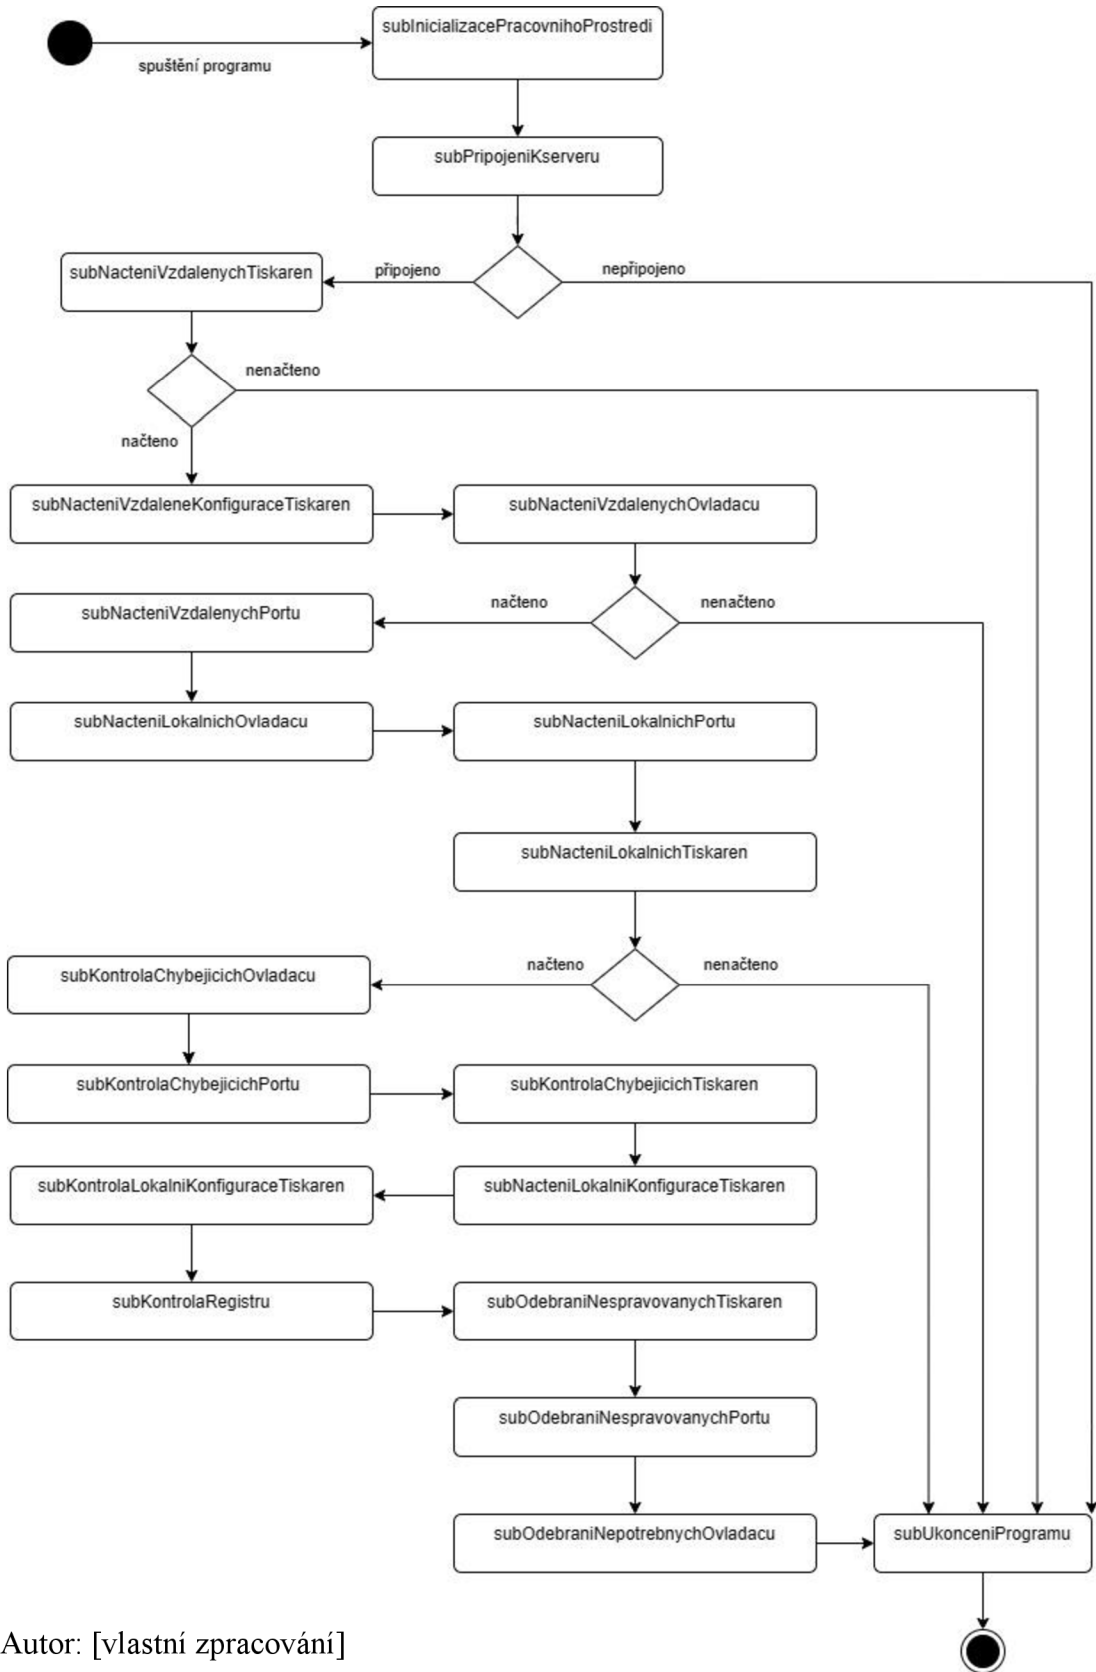 subInicializacePracovnihoProstredi
spuštění programu
subPripojeniKserveru
subNacteniVzdalenychTiskaren
připojeno
nepřipojeno
nenačteno
načteno
subNacteniVzdaleneKonfiguraceTiskaren
subNacteniVzdalenychOvladacu
subNacteniVzdalenychPortu
načteno
nenačteno
subNacteniLokalnichOvladacu
subNacteniLokalnichPortu
subNacteniLokalnichTiskaren
subKontrolaChybejicichOvladacu
načteno
nenačteno
subKontrolaChybejicichPortu
subKontrolaChybejicichTiskaren
subKontrolaLokalniKonfiguraceTiskaren
subNacteniLokalniKonfiguraceTiskaren
subKontrolaRegistru
subOdebraniNespravovanychTiskaren
subOdebraniNespravovanychPortu
subOdebraniNepotrebnychOvladacu
subUkonceniProgramu
Autor: [vlastní zpracování]